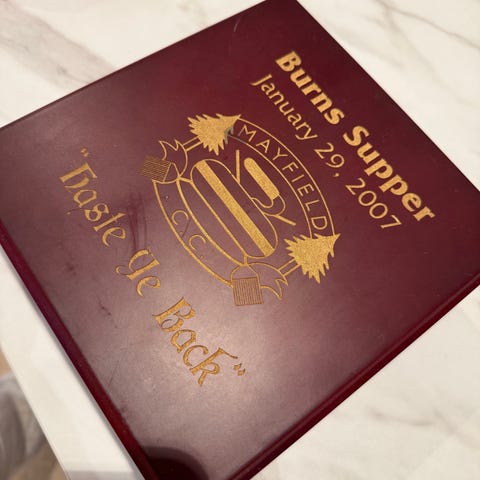 Burns Supper
January 29, 2007
MAYFIELD
C.C.
"Haste Ye Back"